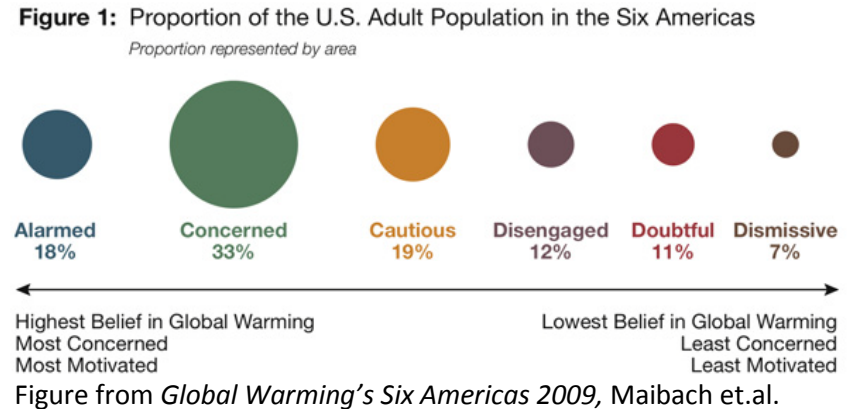 Figure 1: Proportion of the U.S. Adult Population in the Six Americas
Proportion represented by area
Alarmed Concerned Cautious Disengaged Doubtful Dismissive
18% 33% 19% 12% 11% 7%
Highest Belief in Global Warming Lowest Belief in Global Warming
Most Concerned Least Concerned
Most Motivated Least Motivated
Figure from Global Warming's Six Americas 2009, Maibach et.al.